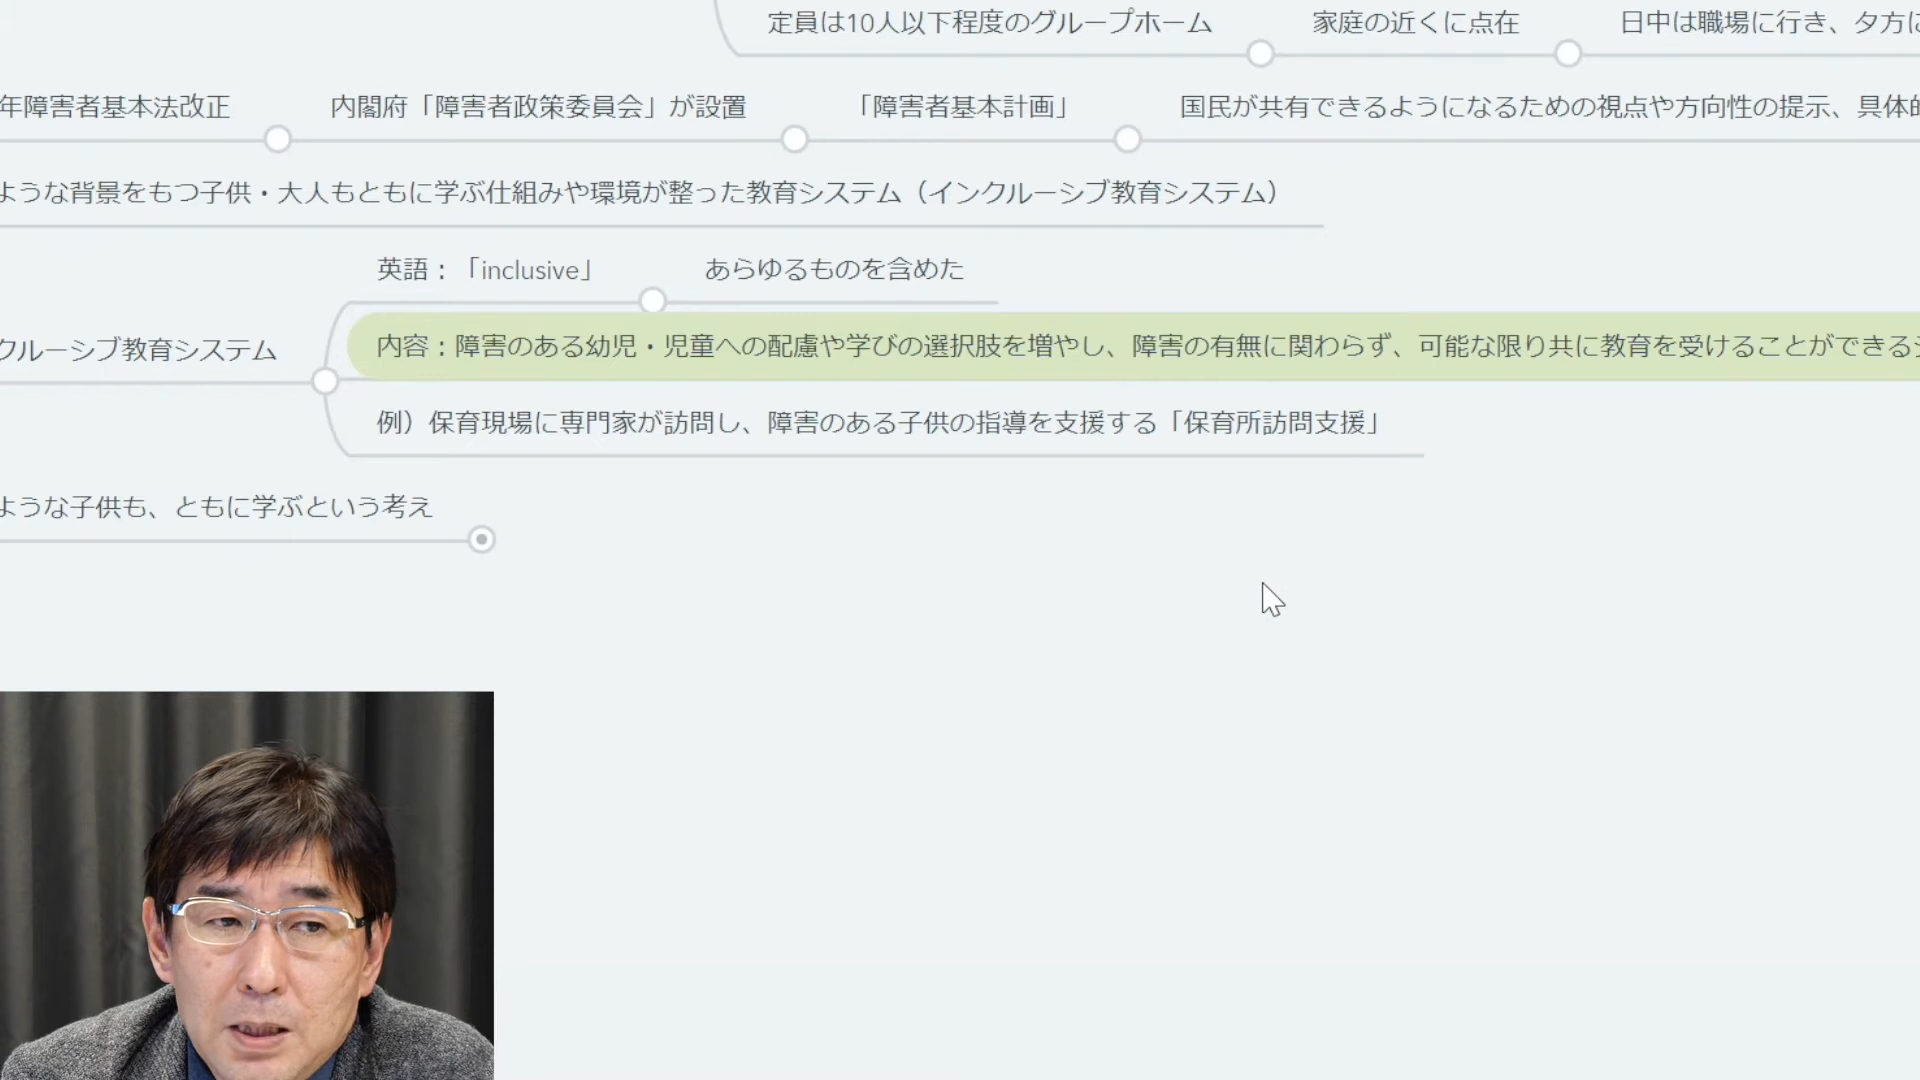 定員は10人以下程度のグループホーム
家庭の近くに点在
日中は職場に行き、夕方に
年障害者基本法改正
内閣府「障害者政策委員会」が設置
「障害者基本計画」
国民が共有できるようになるための視点や方向性の提示、具体的
ような背景をもつ子供・大人もともに学ぶ仕組みや環境が整った教育システム（インクルーシブ教育システム）
英語：「inclusive」
あらゆるものを含めた
クルーシブ教育システム
内容：障害のある幼児・児童への配慮や学びの選択肢を増やし、障害の有無に関わらず、可能な限り共に教育を受けることができる
例）保育現場に専門家が訪問し、障害のある子供の指導を支援する「保育所訪問支援」
ような子供も、ともに学ぶという考え